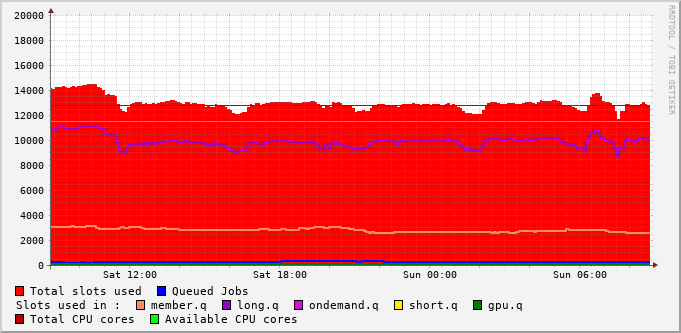 RRDTOOL / TOBI OETIKER
20000
18000
16000
14000
12000
10000
8000
6000
4000
2000
0
Sat 12:00 Sat 18:00 Sun 00:00 Sun 06:00
Total slots used Queued Jobs
Slots used in : member.q long.q ondemand.q short.q gpu.q
Total CPU cores Available CPU cores